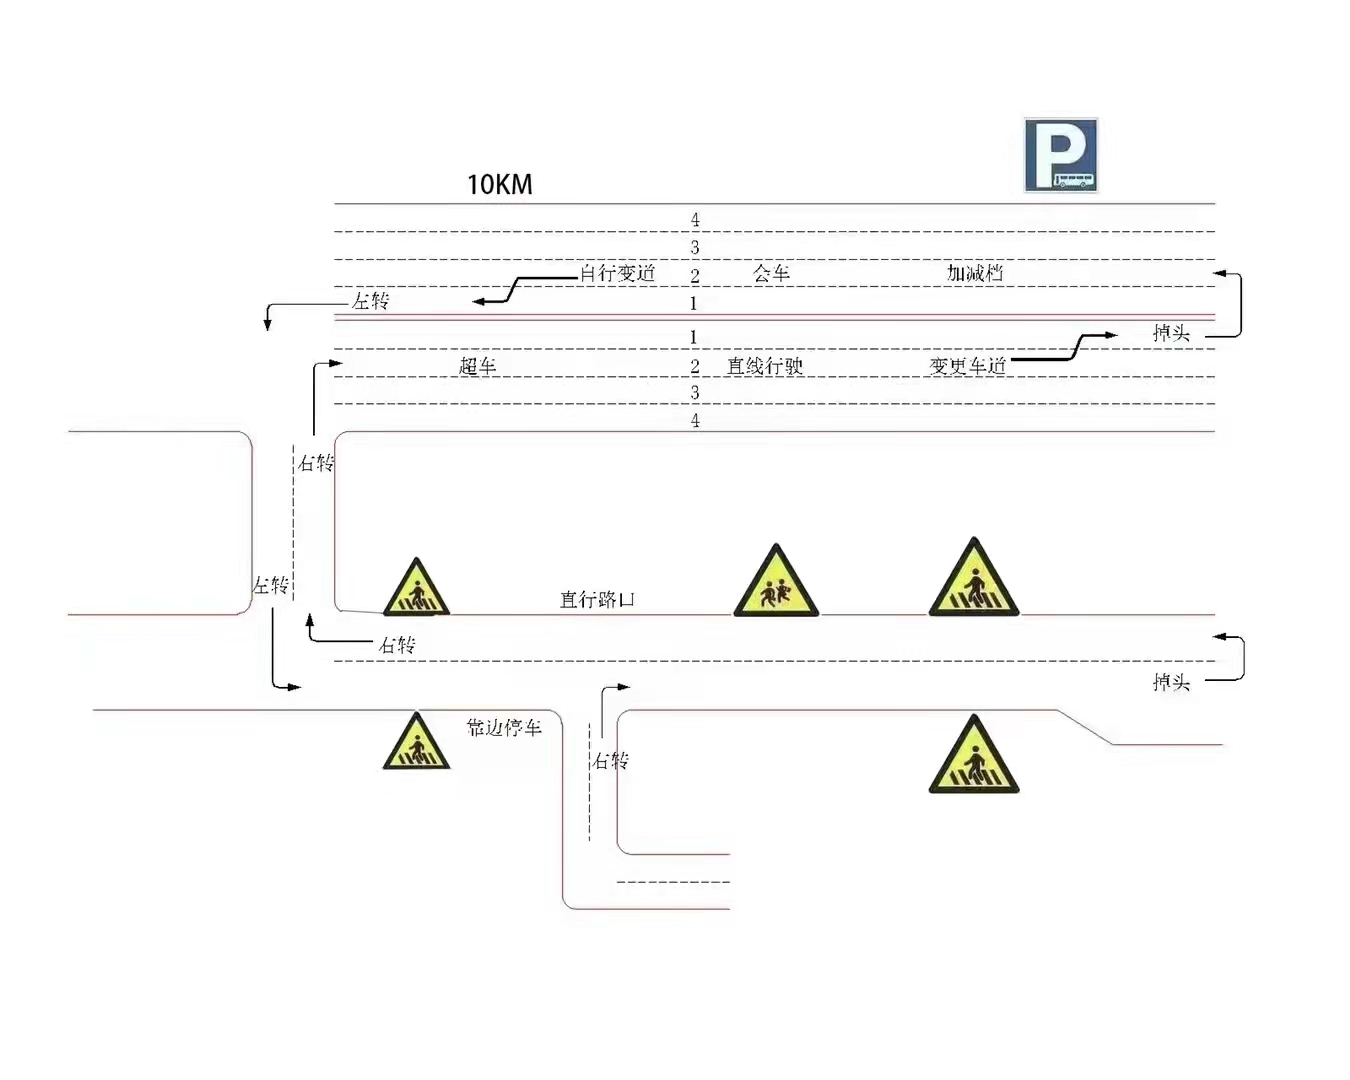 P
10KM
4
3
自行变道 2 会车 加减档
左转 1
1 掉头
超车 2 直线行驶 变更车道
3
4
右转
左转
直行路口
右转
掉头
靠边停车
右转